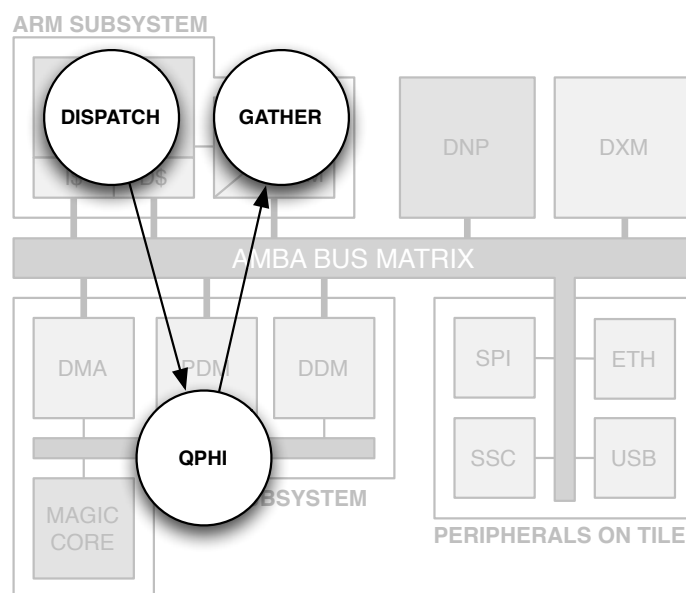 ARM SUBSYSTEM
DISPATCH
GATHER
DNP
DXM
I$
D$
AMBA BUS MATRIX
DMA
PDM
DDM
SPI
ETH
QPHI
SSC
USB
MAGIC
CORE
PERIPHERALS ON TILE